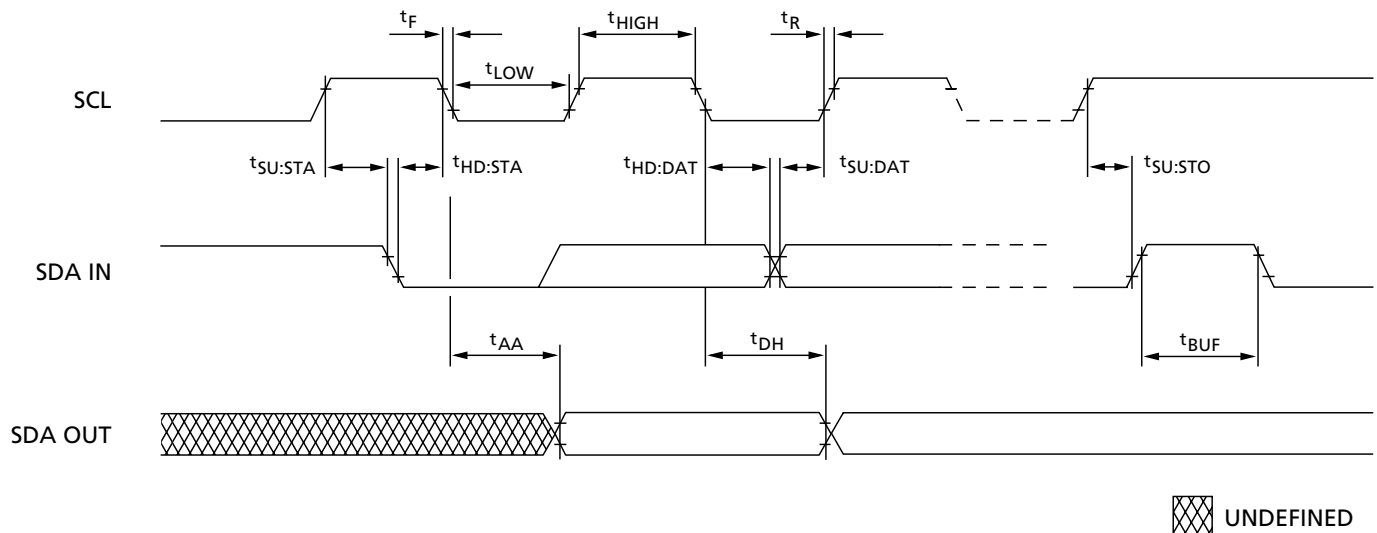 tF
tHIGH
tR
tLOW
SCL
tSU:STA
tHD:STA
tHD:DAT
tSU:DAT
tSU:STO
SDA IN
tAA
tDH
tBUF
SDA OUT
UNDEFINED